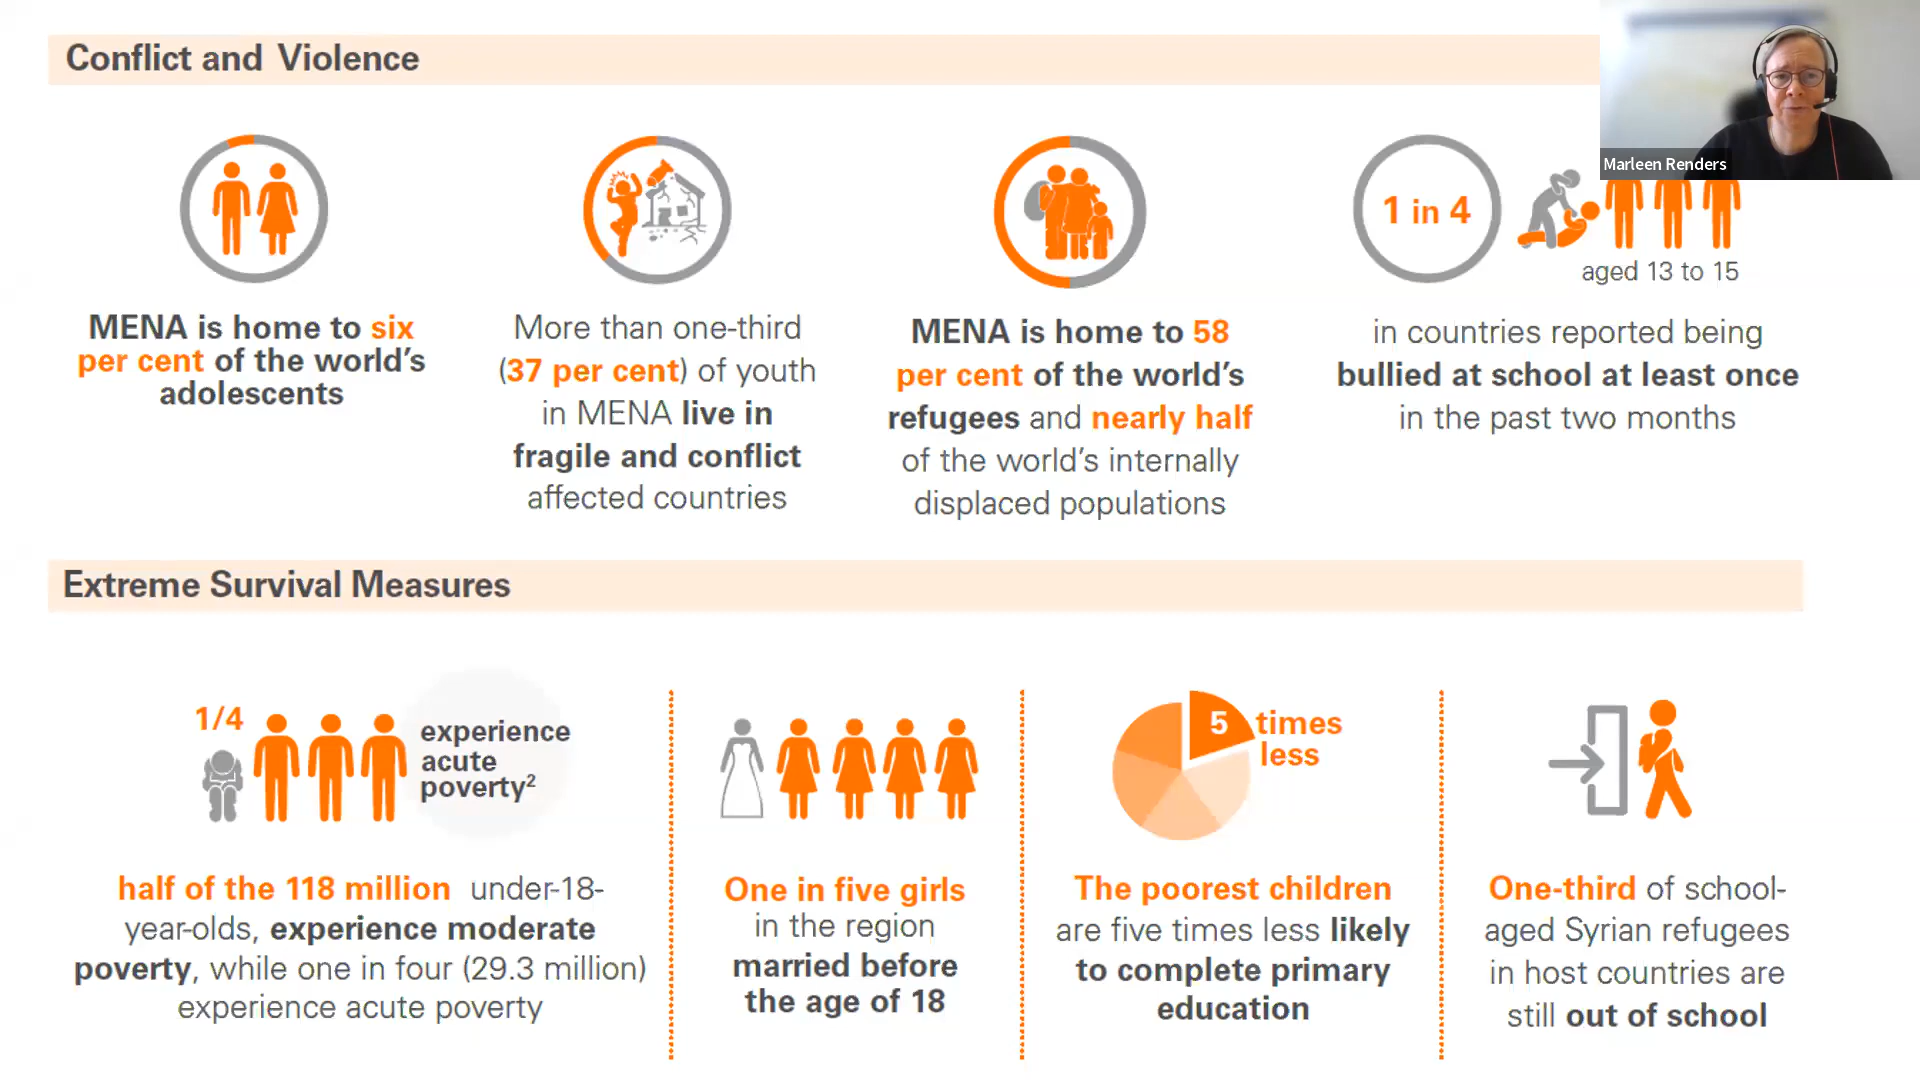 Conflict and Violence
Marleen Renders
MENA is home to six
per cent of the world's
adolescents
More than one-third
(37 per cent) of youth
in MENA live in
fragile and conflict
affected countries
MENA is home to 58
per cent of the world's
refugees and nearly half
of the world's internally
displaced populations
1 in 4
aged 13 to 15
in countries reported being
bullied at school at least once
in the past two months
Extreme Survival Measures
1/4
experience
acute
poverty²
half of the 118 million under-18-
year-olds, experience moderate
poverty, while one in four (29.3 million)
experience acute poverty
One in five girls
in the region
married before
the age of 18
5 times
less
The poorest children
are five times less likely
to complete primary
education
One-third of school-
aged Syrian refugees
in host countries are
still out of school